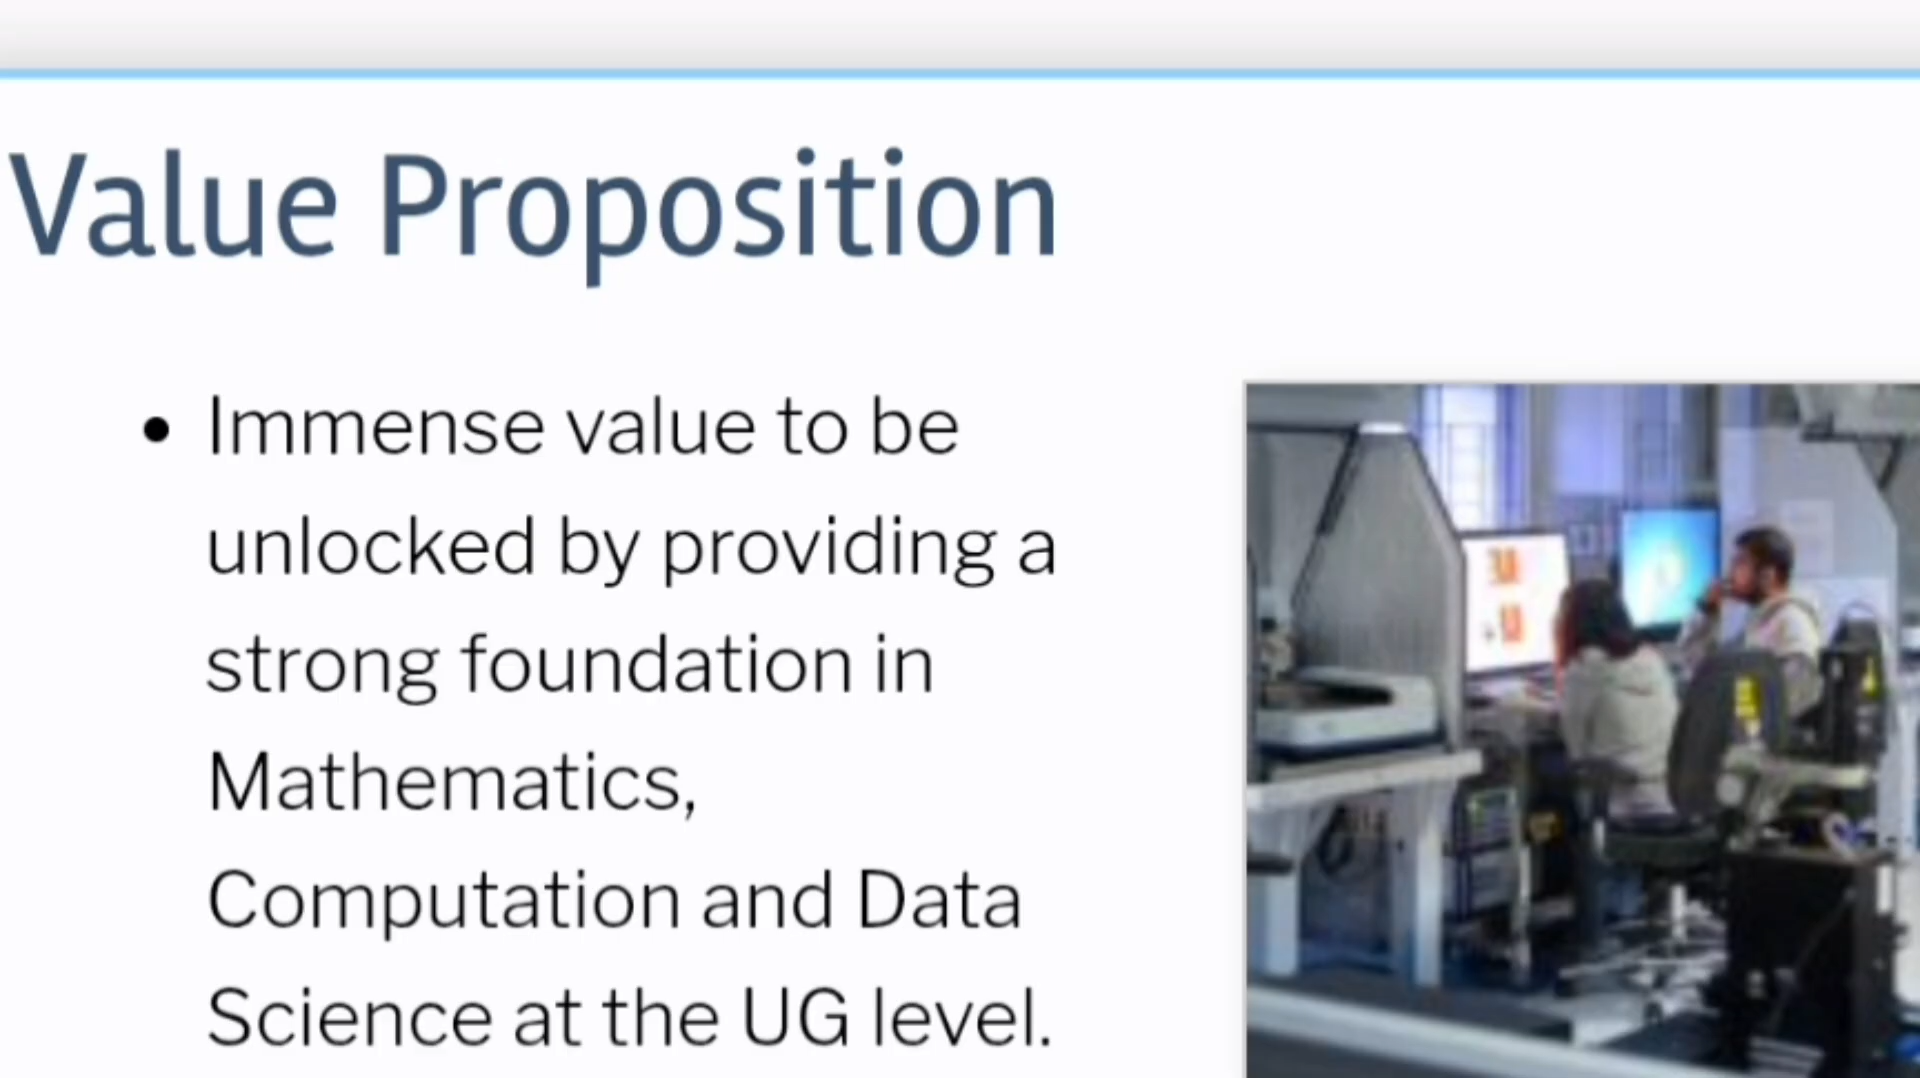 Value Proposition
• Immense value to be
unlocked by providing a
strong foundation in
Mathematics,
Computation and Data
Science at the UG level.